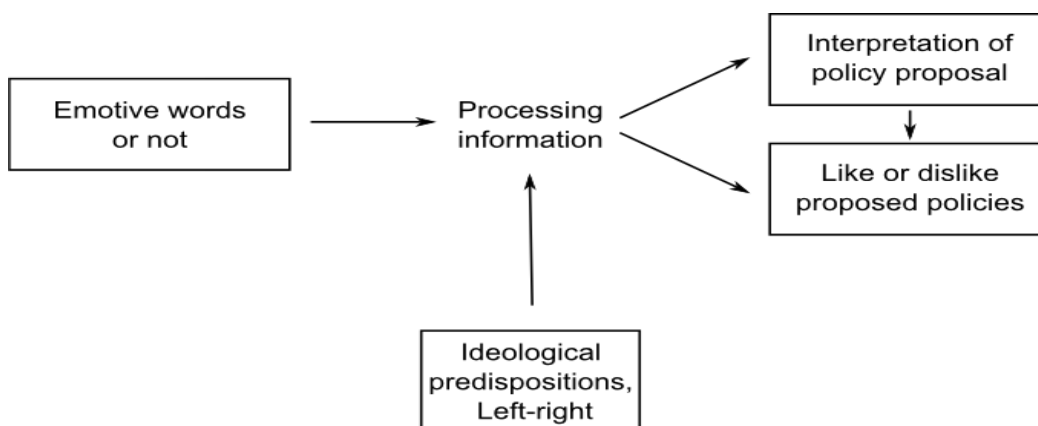 Emotive words
or not
Processing
information
Interpretation of
policy proposal
Like or dislike
proposed policies
Ideological
predispositions,
Left-right